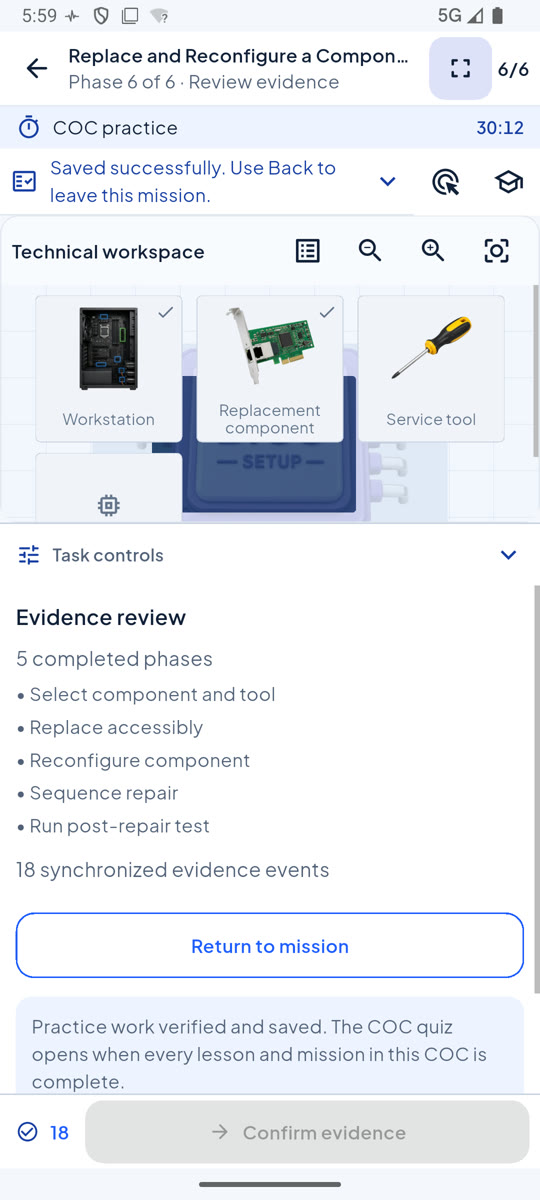 5:59
5G
Replace and Reconfigure a Compon...
Phase 6 of 6 · Review evidence
6/6
COC practice
30:12
Saved successfully. Use Back to
leave this mission.
Technical workspace
Workstation
Replacement
component
Service tool
— SETUP —
Task controls
Evidence review
5 completed phases
• Select component and tool
• Replace accessibly
• Reconfigure component
• Sequence repair
• Run post-repair test
18 synchronized evidence events
Return to mission
Practice work verified and saved. The COC quiz
opens when every lesson and mission in this COC is
complete.
18
Confirm evidence